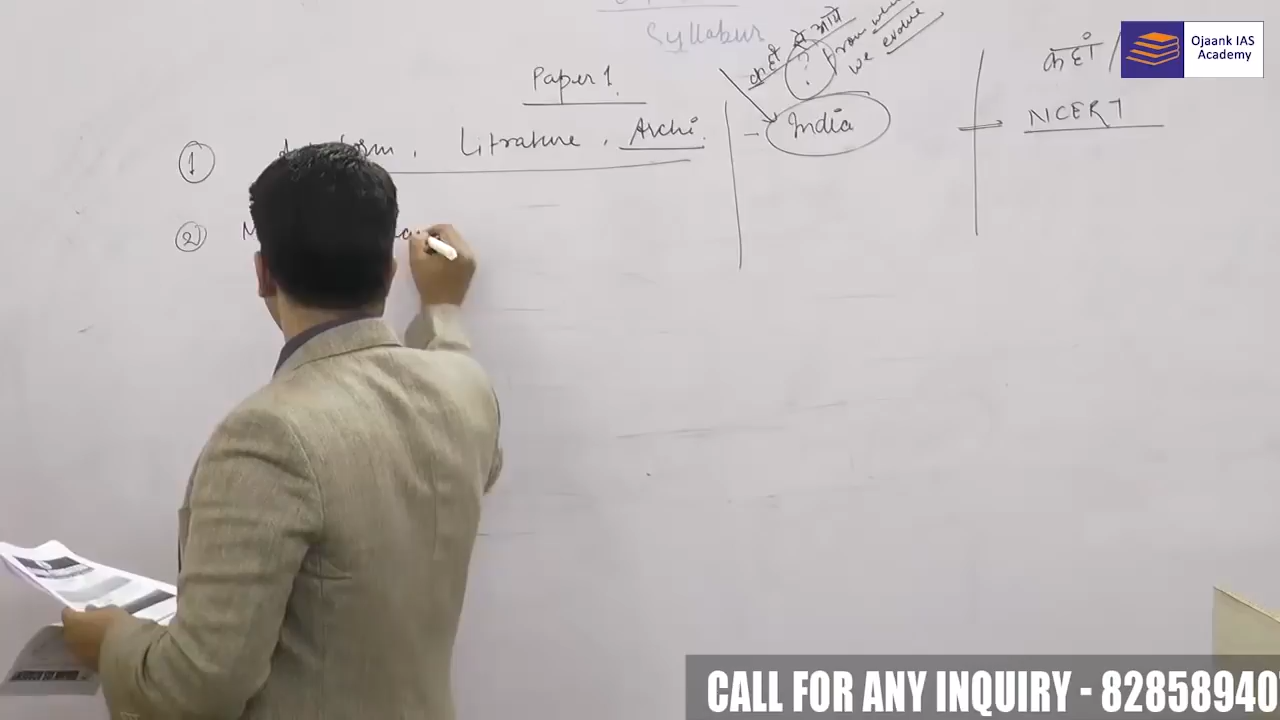 Syllabus
Paper 1
① Literature, Archi.
②
कहाँ से आये
?
from where
we evolve
- India
कहाँ /
NCERT
Ojaank IAS
Academy
CALL FOR ANY INQUIRY - 82858940